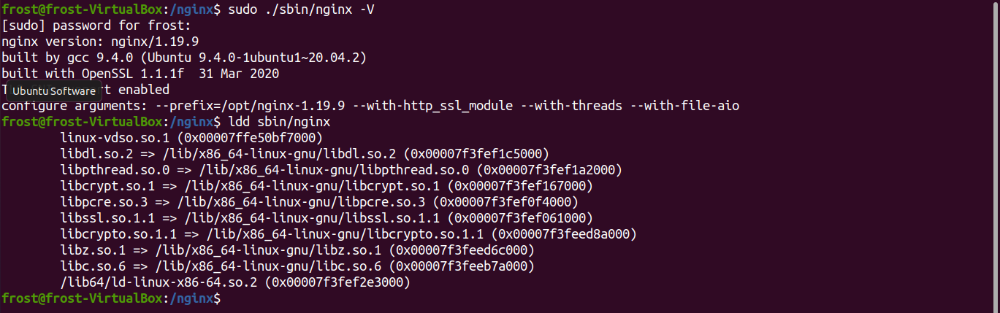 frost@frost-VirtualBox:/nginx$ sudo ./sbin/nginx -V
[sudo] password for frost:
nginx version: nginx/1.19.9
built by gcc 9.4.0 (Ubuntu 9.4.0-1ubuntu1~20.04.2)
built with OpenSSL 1.1.1f  31 Mar 2020
enabled
Ubuntu Software
configure arguments: --prefix=/opt/nginx-1.19.9 --with-http_ssl_module --with-threads --with-file-aio
frost@frost-VirtualBox:/nginx$ ldd sbin/nginx
linux-vdso.so.1 (0x00007ffe50bf7000)
libdl.so.2 => /lib/x86_64-linux-gnu/libdl.so.2 (0x00007f3fef1c5000)
libpthread.so.0 => /lib/x86_64-linux-gnu/libpthread.so.0 (0x00007f3fef1a2000)
libcrypt.so.1 => /lib/x86_64-linux-gnu/libcrypt.so.1 (0x00007f3fef167000)
libpcre.so.3 => /lib/x86_64-linux-gnu/libpcre.so.3 (0x00007f3fef0f4000)
libssl.so.1.1 => /lib/x86_64-linux-gnu/libssl.so.1.1 (0x00007f3fef061000)
libcrypto.so.1.1 => /lib/x86_64-linux-gnu/libcrypto.so.1.1 (0x00007f3feed8a000)
libz.so.1 => /lib/x86_64-linux-gnu/libz.so.1 (0x00007f3feed6c000)
libc.so.6 => /lib/x86_64-linux-gnu/libc.so.6 (0x00007f3feeb7a000)
/lib64/ld-linux-x86-64.so.2 (0x00007f3fef2e3000)
frost@frost-VirtualBox:/nginx$